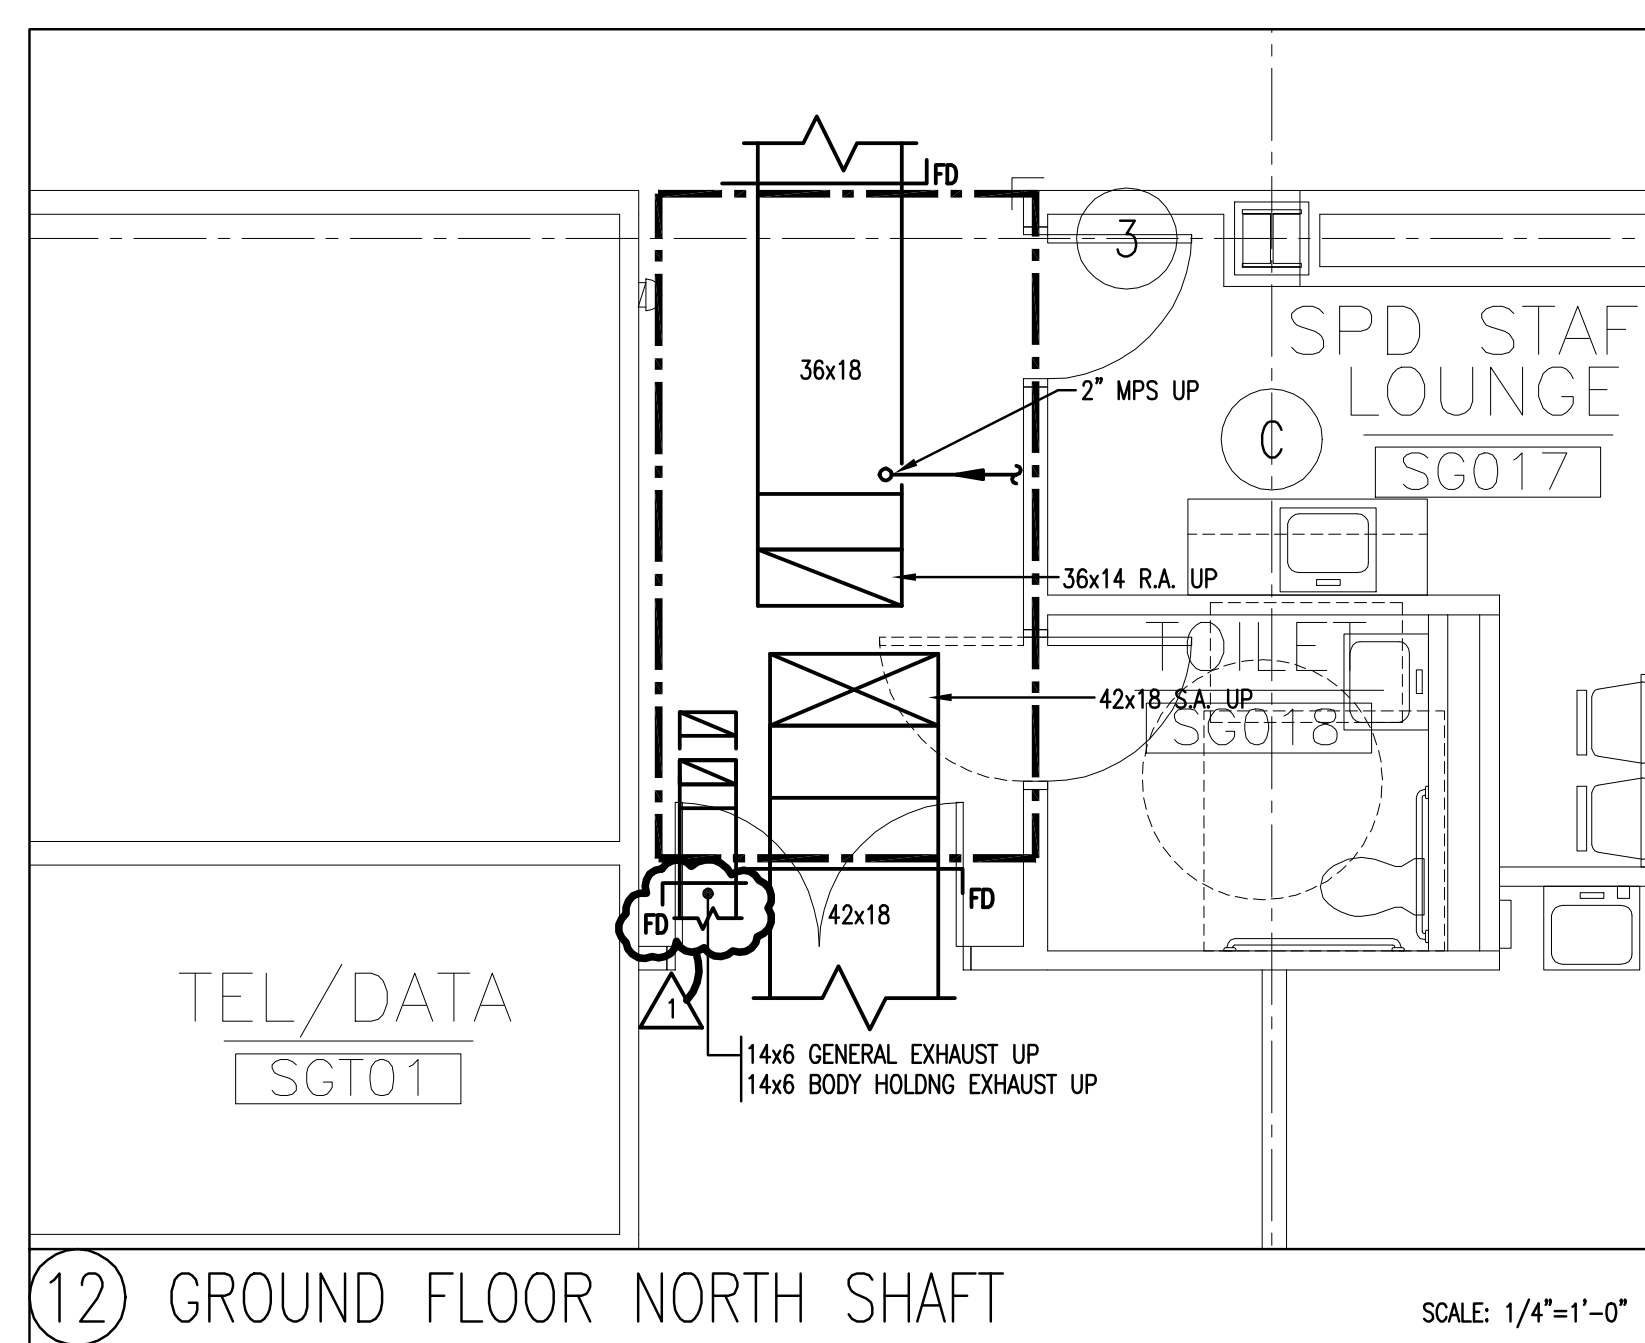 FD
3
SPD STAF
LOUNGE
SG017
C
36x18
2" MPS UP
36x14 R.A. UP
TOILET
42x18 S.A. UP
SG018
FD
FD
42x18
1
TEL/DATA
SGT01
14x6 GENERAL EXHAUST UP
14x6 BODY HOLDNG EXHAUST UP
12 GROUND FLOOR NORTH SHAFT
SCALE: 1/4"=1'-0"